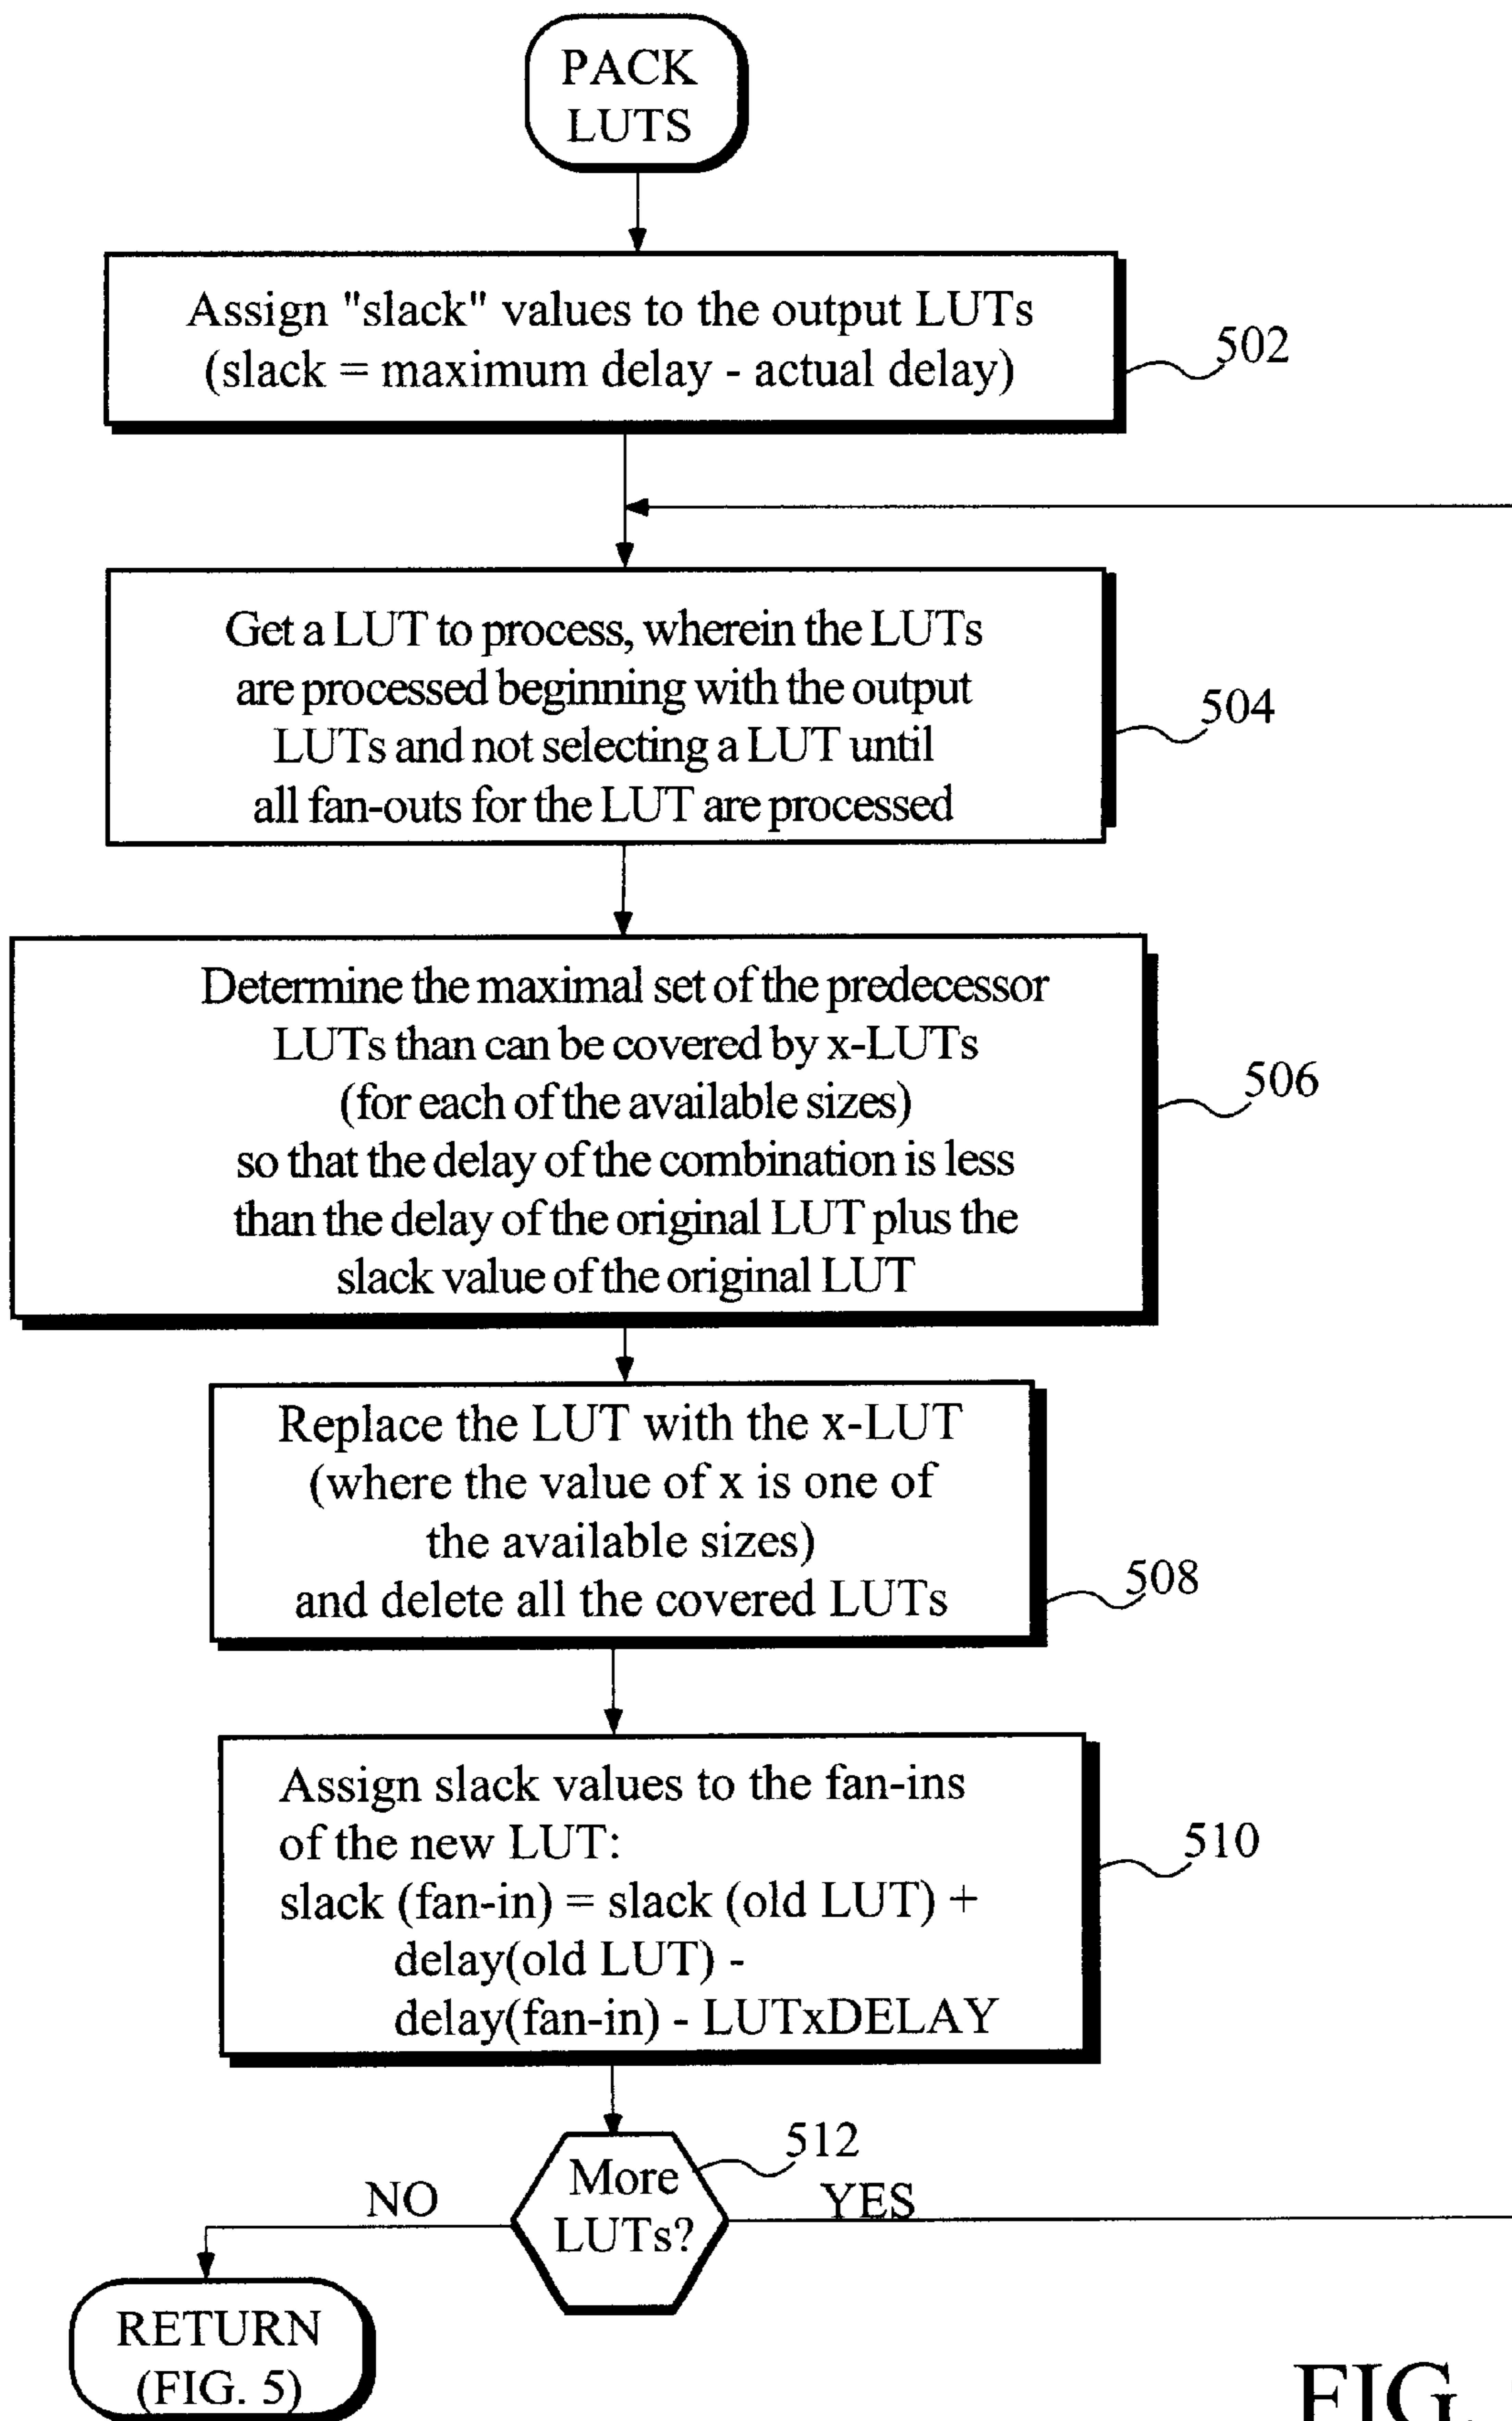 PACK
LUTS
Assign "slack" values to the output LUTs
(slack = maximum delay - actual delay)
502
Get a LUT to process, wherein the LUTs
are processed beginning with the output
LUTs and not selecting a LUT until
all fan-outs for the LUT are processed
504
Determine the maximal set of the predecessor
LUTs than can be covered by x-LUTs
(for each of the available sizes)
so that the delay of the combination is less
than the delay of the original LUT plus the
slack value of the original LUT
506
Replace the LUT with the x-LUT
(where the value of x is one of
the available sizes)
and delete all the covered LUTs
508
Assign slack values to the fan-ins
of the new LUT:
slack (fan-in) = slack (old LUT) +
delay(old LUT) -
delay(fan-in) - LUTxDELAY
510
512
More
LUTs?
NO
YES
RETURN
(FIG. 5)
FIG.